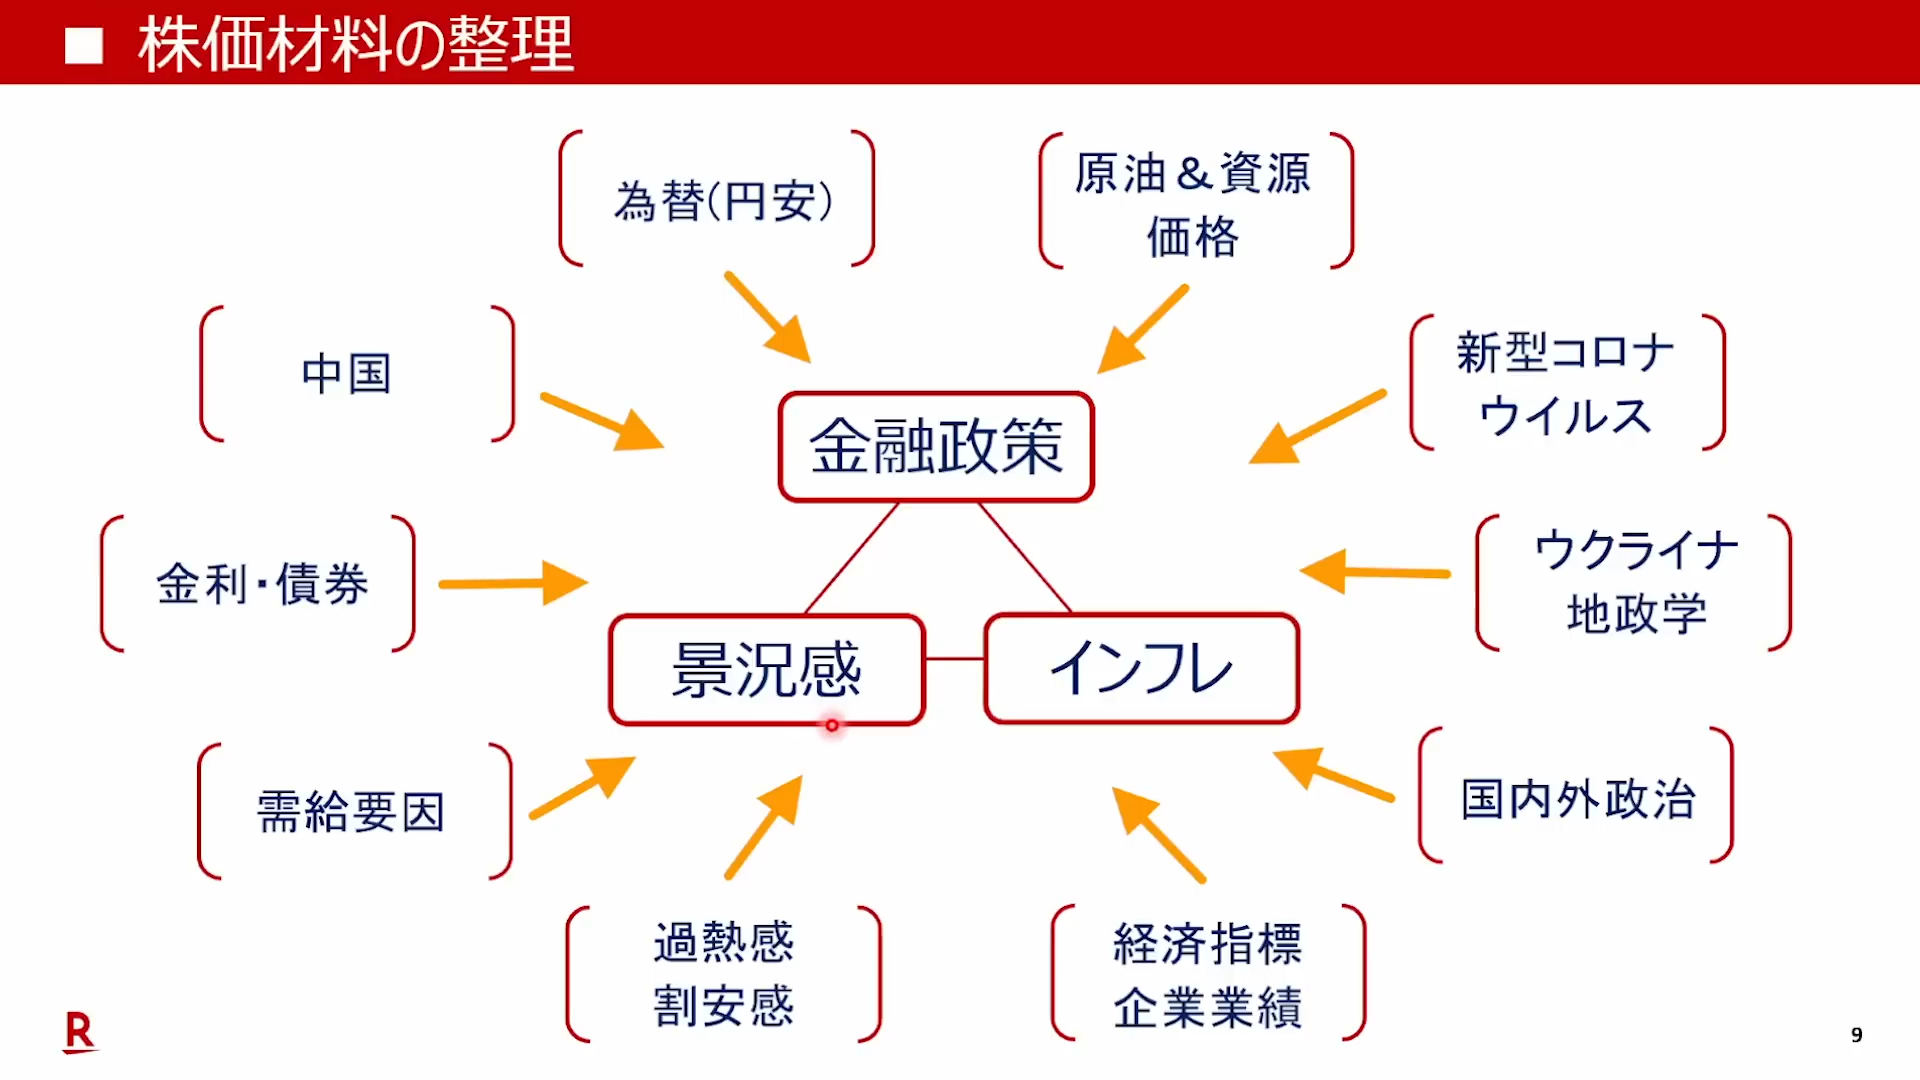 ■ 株価材料の整理
為替(円安)
原油&資源
価格
中国
新型コロナ
ウイルス
金融政策
金利・債券
ウクライナ
地政学
景況感
インフレ
需給要因
国内外政治
過熱感
割安感
経済指標
企業業績
R
9